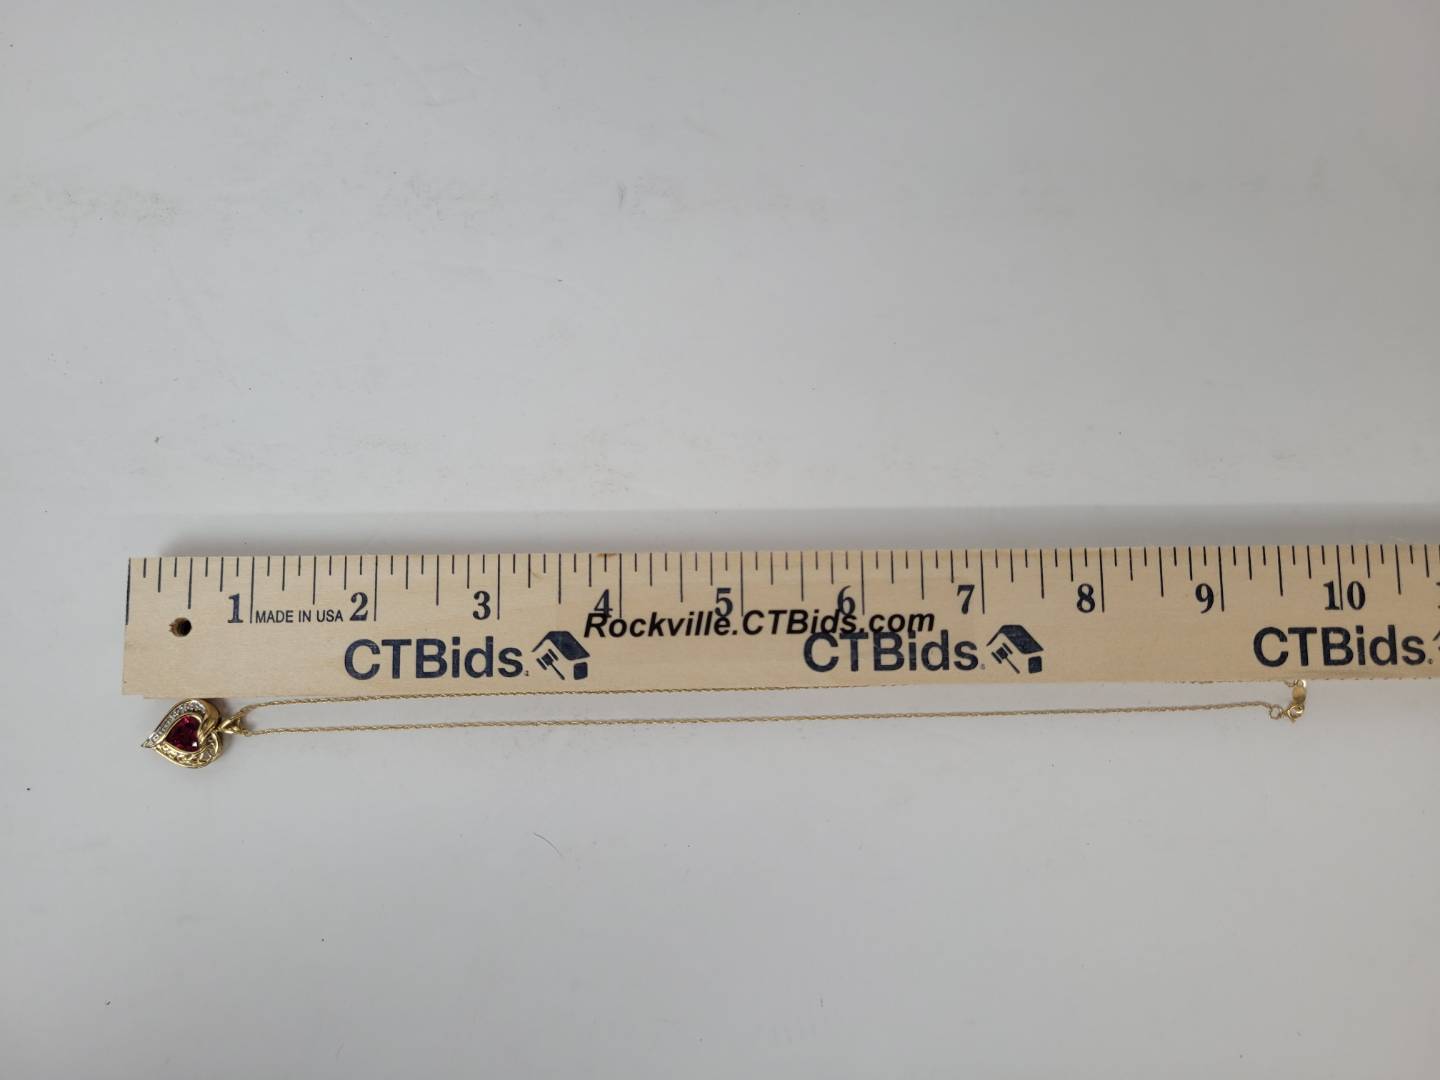 1 2 3 4 5 6 7 8 9 10
MADE IN USA
Rockville.CTBids.com
CTBids. CTBids. CTBids.